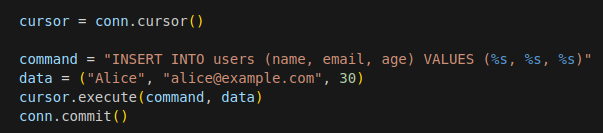 cursor = conn.cursor()
command = "INSERT INTO users (name, email, age) VALUES (%s, %s, %s)"
data = ("Alice", "alice@example.com", 30)
cursor.execute(command, data)
conn.commit()